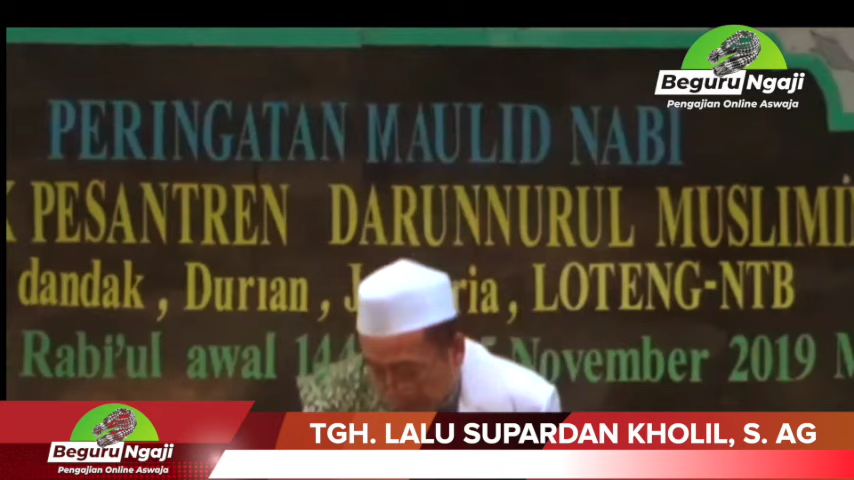 Beguru Ngaji
Pengajian Online Aswaja
PERINGATAN MAULID NABI
PESANTREN DARUNNURUL MUSLIMIN
dandak, Durian, LOTENG-NTB
Rabi'ul awal November 2019
TGH. LALU SUPARDAN KHOLIL, S. AG
Beguru Ngaji
Pengajian Online Aswaja